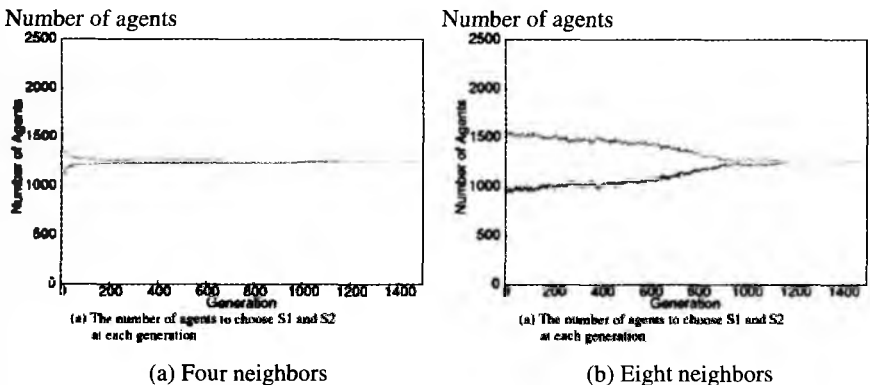 Number of agents
2500
2000
1500
1000
500
0
Number of Agents
0 200 400 600 800 1000 1200 1400
Generation
(a) The number of agents to choose S1 and S2
at each generation
(a) Four neighbors
Number of agents
2500
2000
1500
1000
500
0
Number of Agents
0 200 400 600 800 1000 1200 1400
Generation
(a) The number of agents to choose S1 and S2
at each generation
(b) Eight neighbors